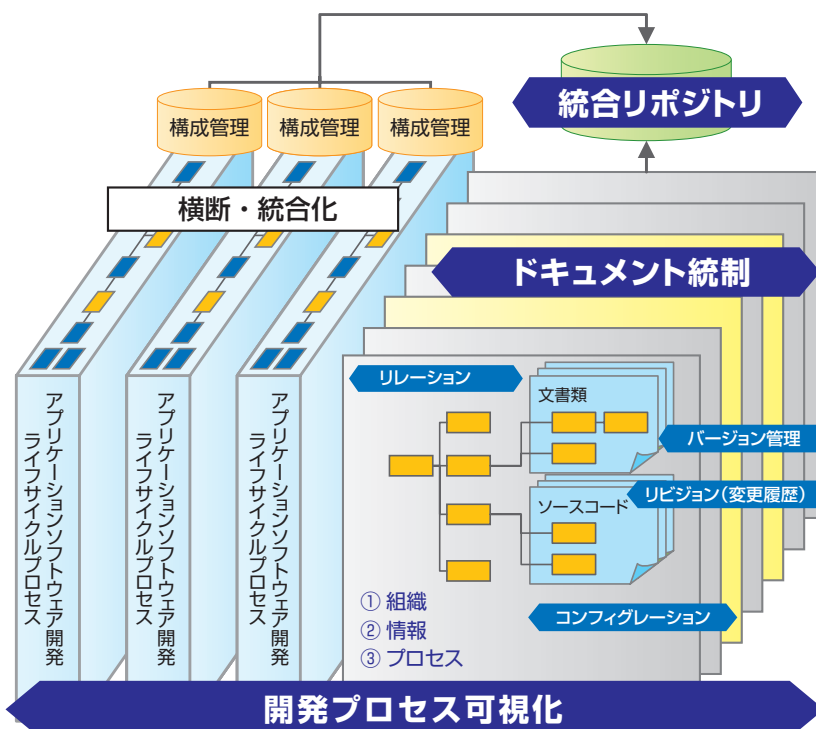 統合リポジトリ
構成管理
構成管理
構成管理
横断・統合化
ドキュメント統制
リレーション
文書類
バージョン管理
リビジョン(変更履歴)
ソースコード
コンフィグレーション
① 組織
② 情報
③ プロセス
アプリケーションソフトウェア開発
ライフサイクルプロセス
アプリケーションソフトウェア開発
ライフサイクルプロセス
アプリケーションソフトウェア開発
ライフサイクルプロセス
開発プロセス可視化